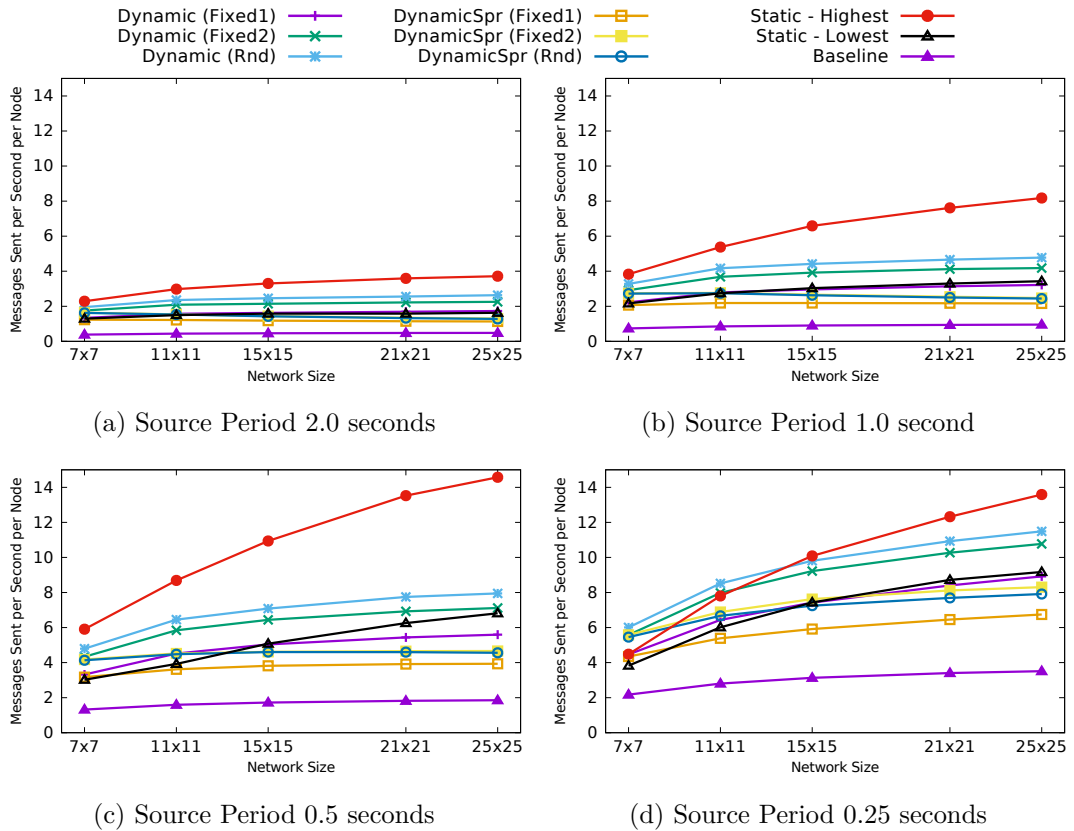 Dynamic (Fixed1) DynamicSpr (Fixed1) Static - Highest
Dynamic (Fixed2) DynamicSpr (Fixed2) Static - Lowest
Dynamic (Rnd) DynamicSpr (Rnd) Baseline
Messages Sent per Second per Node
14
12
10
8
6
4
2
0
7x7 11x11 15x15 21x21 25x25
Network Size
(a) Source Period 2.0 seconds
Messages Sent per Second per Node
14
12
10
8
6
4
2
0
7x7 11x11 15x15 21x21 25x25
Network Size
(b) Source Period 1.0 second
Messages Sent per Second per Node
14
12
10
8
6
4
2
0
7x7 11x11 15x15 21x21 25x25
Network Size
(c) Source Period 0.5 seconds
Messages Sent per Second per Node
14
12
10
8
6
4
2
0
7x7 11x11 15x15 21x21 25x25
Network Size
(d) Source Period 0.25 seconds